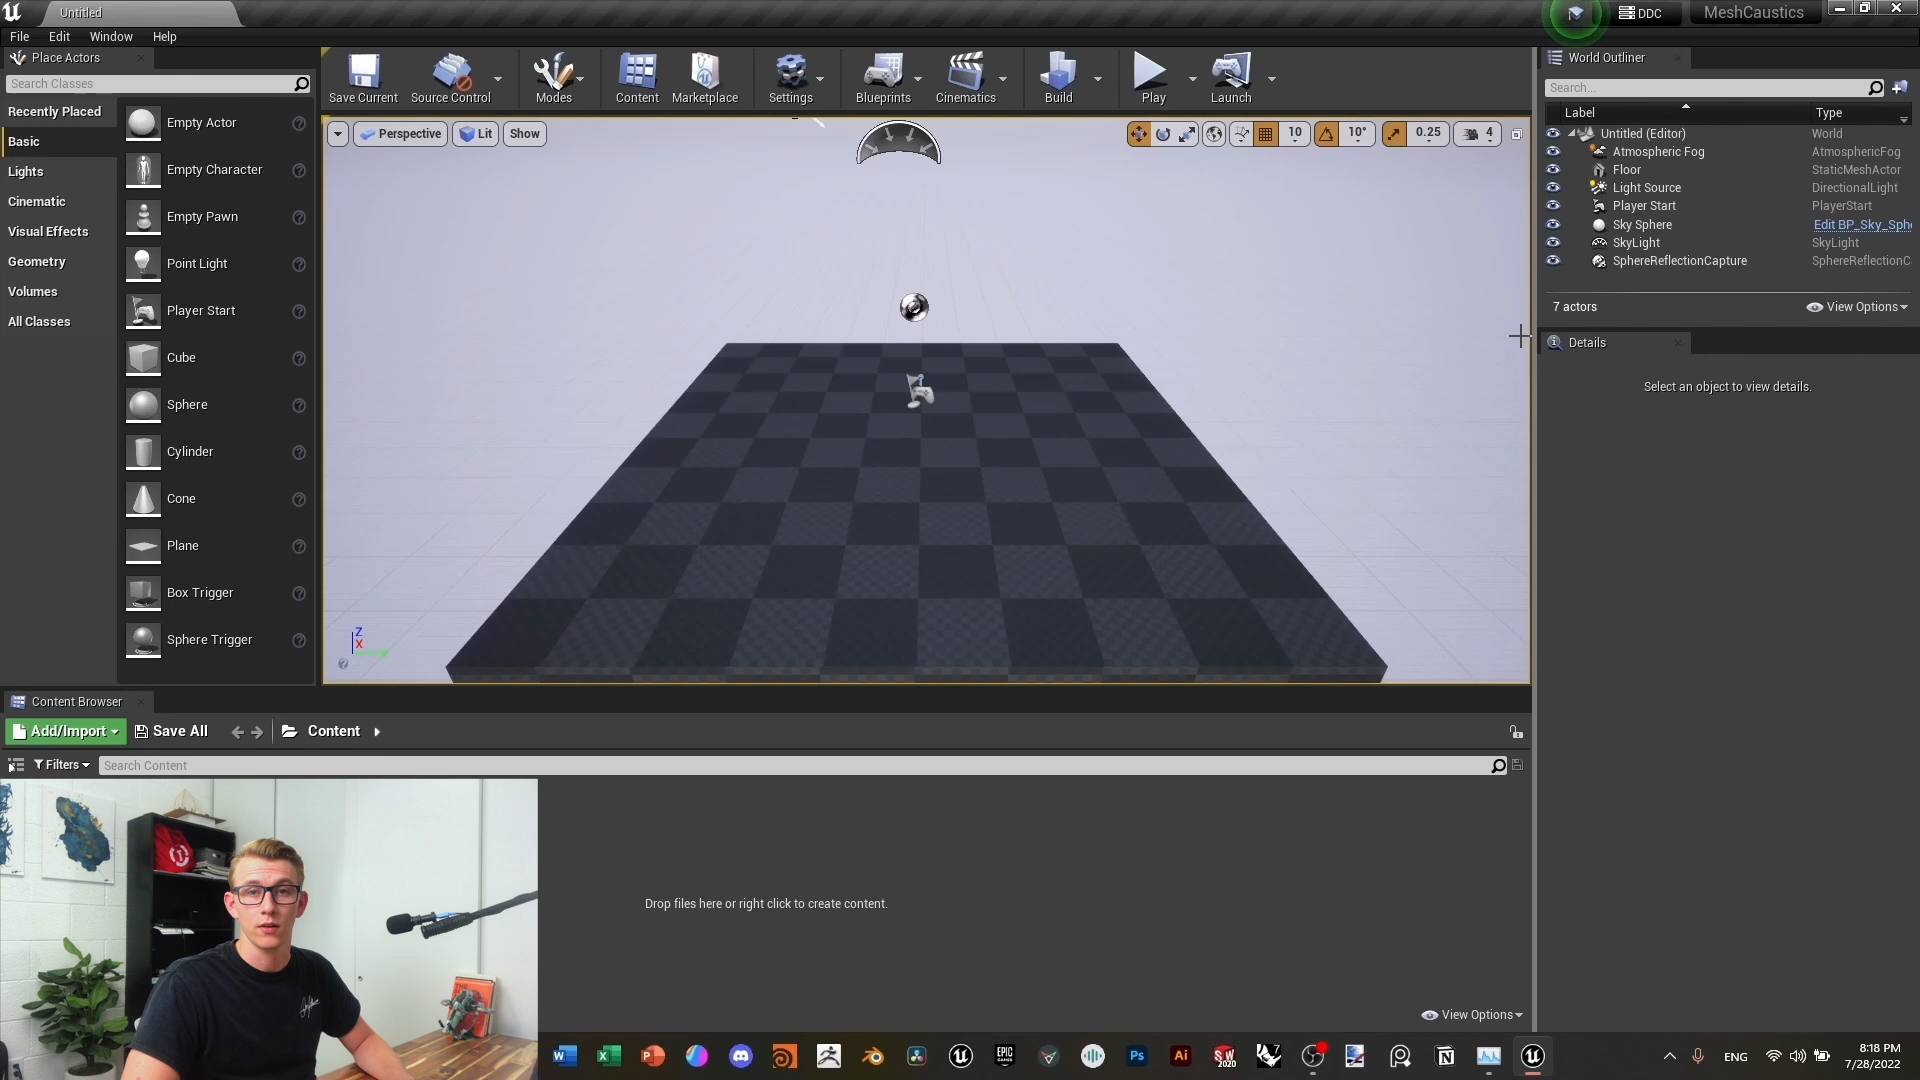 Untitled
DDC
MeshCaustics
File Edit Window Help
Place Actors
Search Classes
Recently Placed
Basic
Lights
Cinematic
Visual Effects
Geometry
Volumes
All Classes
Empty Actor
Empty Character
Empty Pawn
Point Light
Player Start
Cube
Sphere
Cylinder
Cone
Plane
Box Trigger
Sphere Trigger
Save Current
Source Control
Modes
Content
Marketplace
Settings
Blueprints
Cinematics
Build
Play
Launch
Perspective
Lit
Show
10
10°
0.25
4
Z
X
World Outliner
Search...
Label Type
Untitled (Editor) World
Atmospheric Fog AtmosphericFog
Floor StaticMeshActor
Light Source DirectionalLight
Player Start PlayerStart
Sky Sphere Edit BP_Sky_Sph
SkyLight SkyLight
SphereReflectionCapture SphereReflectionC
7 actors
View Options
Details
Select an object to view details.
Content Browser
Add/Import
Save All
Content
Filters
Search Content
Drop files here or right click to create content.
View Options
EPIC GAMES
Ps
Ai
SW 2020
ENG
8:18 PM
7/28/2022